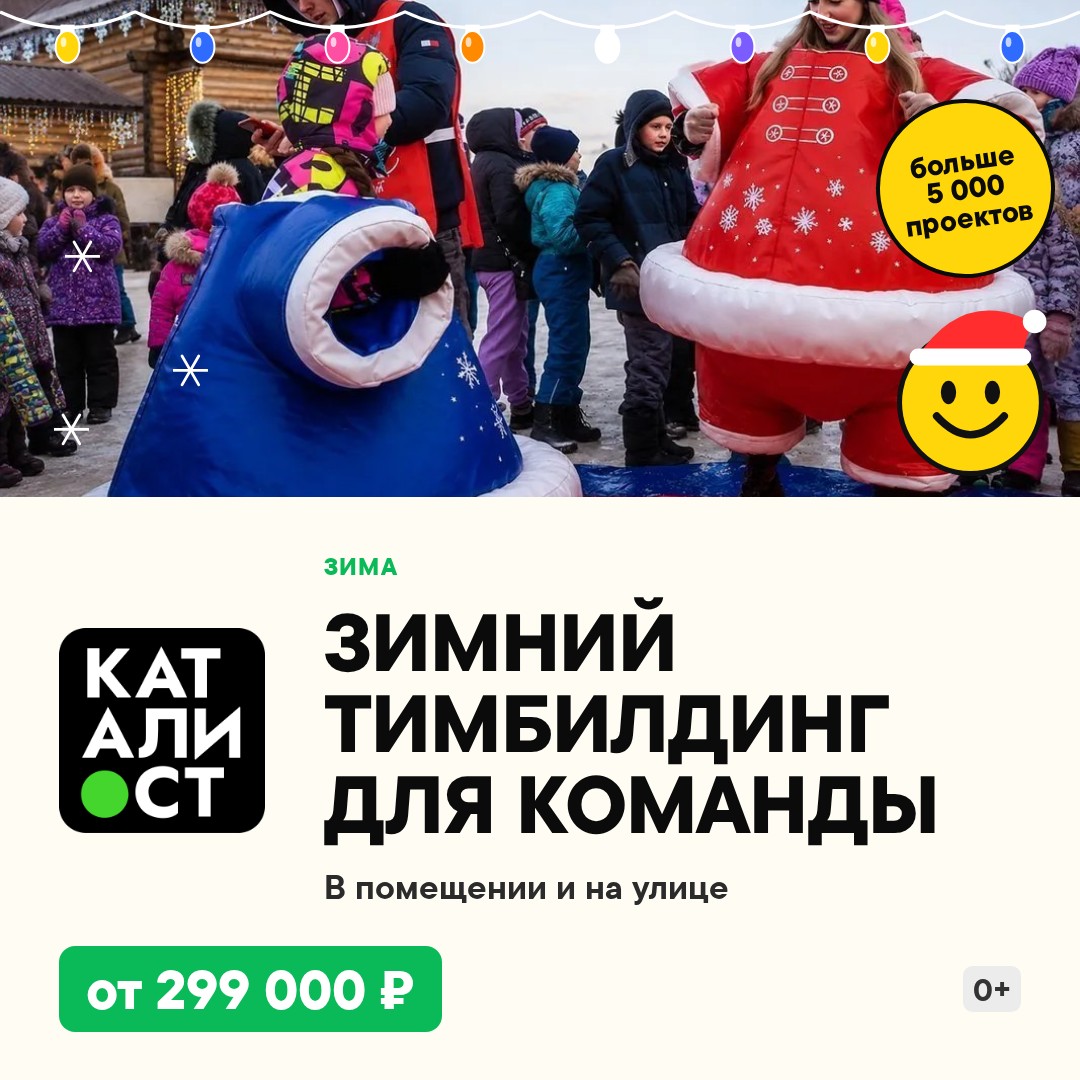 больше
5 000
проектов
ЗИМА
ЗИМНИЙ
ТИМБИЛДИНГ
ДЛЯ КОМАНДЫ
КАТ
АЛИ
СТ
В помещении и на улице
от 299 000 ₽
0+